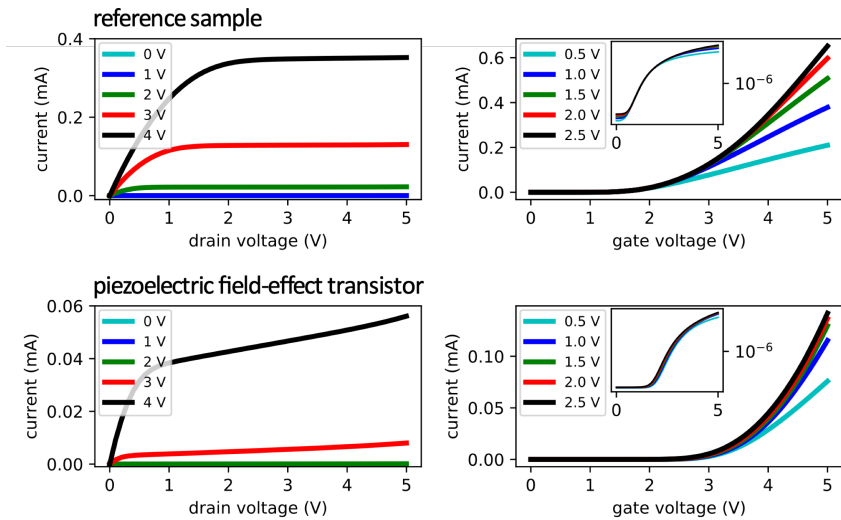 reference sample
0.4
0.2
0.0
current (mA)
0 V
1 V
2 V
3 V
4 V
0 1 2 3 4 5
drain voltage (V)
0.6
0.4
0.2
0.0
current (mA)
0.5 V
1.0 V
1.5 V
2.0 V
2.5 V
10⁻⁶
0 5
0 1 2 3 4 5
gate voltage (V)
piezoelectric field-effect transistor
0.06
0.04
0.02
0.00
current (mA)
0 V
1 V
2 V
3 V
4 V
0 1 2 3 4 5
drain voltage (V)
0.10
0.05
0.00
current (mA)
0.5 V
1.0 V
1.5 V
2.0 V
2.5 V
10⁻⁶
0 5
0 1 2 3 4 5
gate voltage (V)